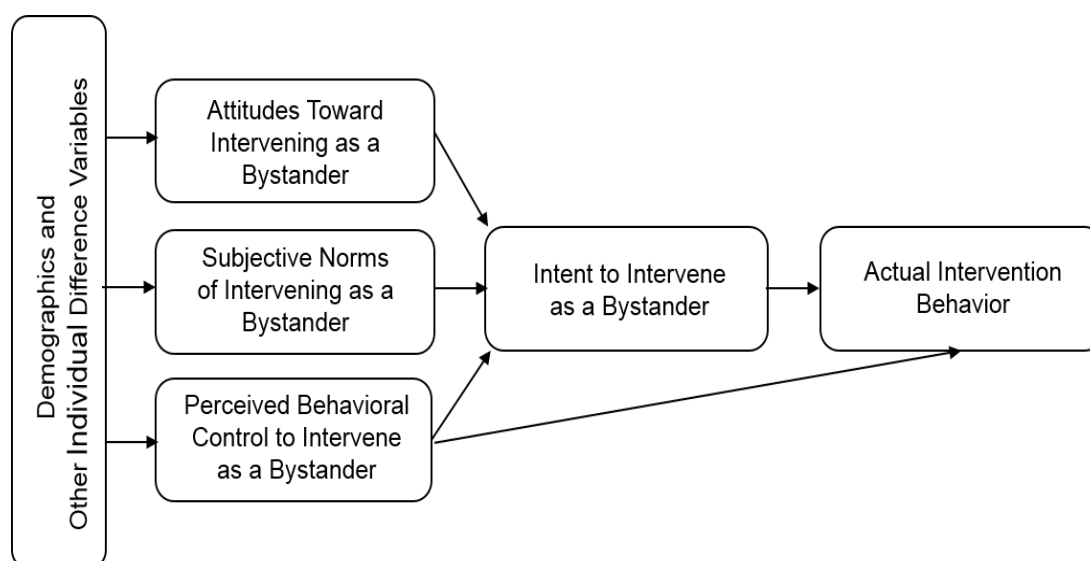 Demographics and
Other Individual Difference Variables
Attitudes Toward
Intervening as a
Bystander
Subjective Norms
of Intervening as a
Bystander
Perceived Behavioral
Control to Intervene
as a Bystander
Intent to Intervene
as a Bystander
Actual Intervention
Behavior